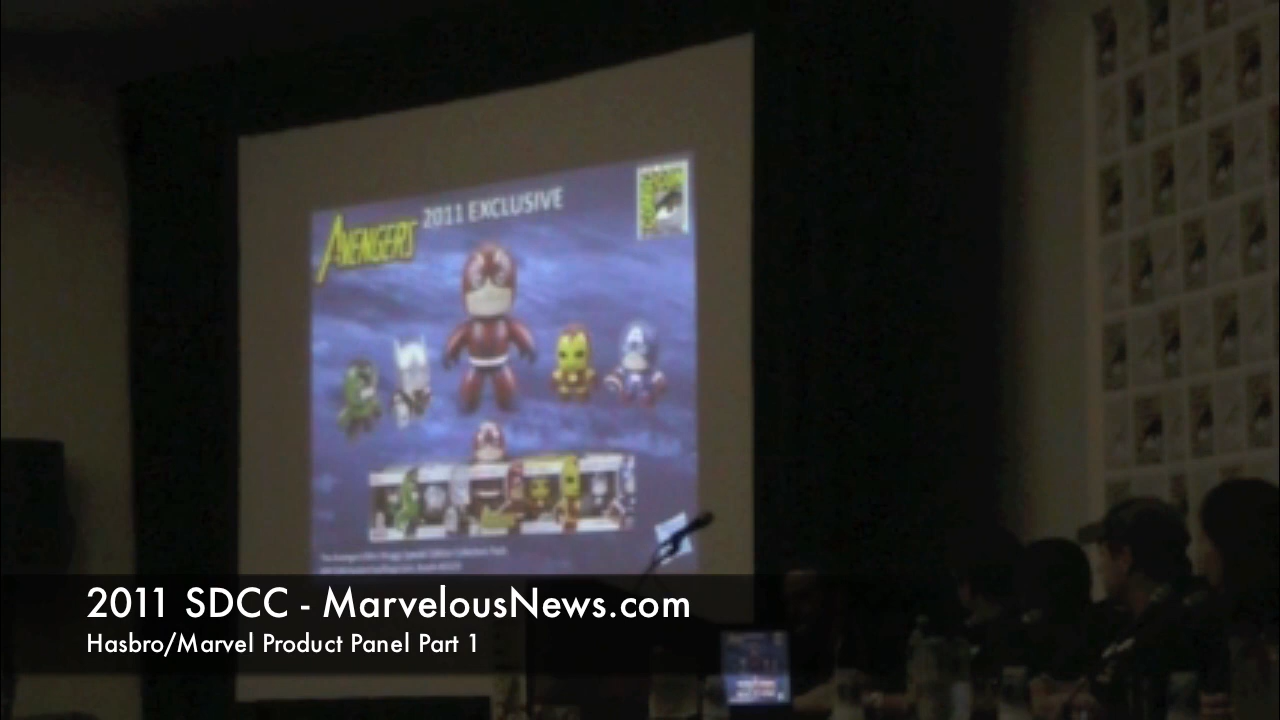 2011 EXCLUSIVE
AVENGERS
2011 SDCC - MarvelousNews.com
Hasbro/Marvel Product Panel Part 1